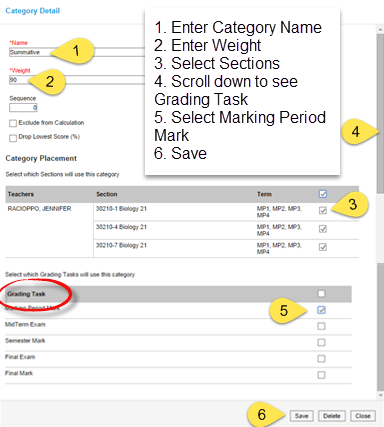 Category Detail
*Name
Summative
1
*Weight
90
2
Sequence
0
Exclude from Calculation
Drop Lowest Score (%)
1. Enter Category Name
2. Enter Weight
3. Select Sections
4. Scroll down to see
Grading Task
5. Select Marking Period
Mark
6. Save
4
Category Placement
Select which Sections will use this category
Teachers Section Term
RACIOPPO, JENNIFER 30210-1 Biology 21 MP1, MP2, MP3,
MP4
3
30210-4 Biology 21 MP1, MP2, MP3,
MP4
30210-7 Biology 21 MP1, MP2, MP3,
MP4
Select which Grading Tasks will use this category
Grading Task
Marking Period Mark
5
MidTerm Exam
Semester Mark
Final Exam
Final Mark
6
Save Delete Close